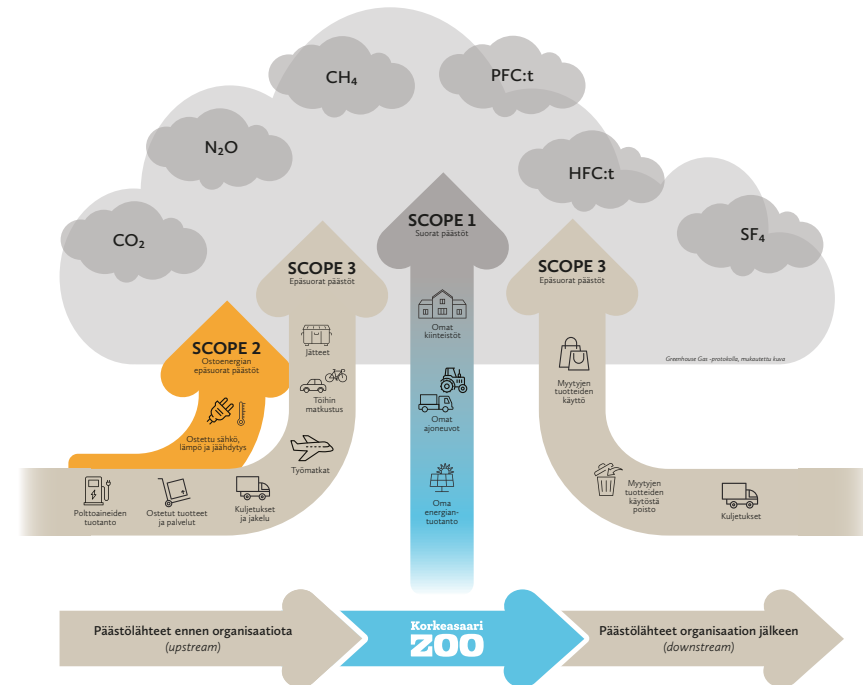 CH₄
PFC:t
N₂O
HFC:t
CO₂
SF₄
SCOPE 1
Suorat päästöt
SCOPE 3
Epäsuorat päästöt
SCOPE 3
Epäsuorat päästöt
SCOPE 2
Ostoenergian
epäsuorat päästöt
Ostettu sähkö,
lämpö ja jäähdytys
Jätteet
Töihin
matkustus
Työmatkat
Polttoaineiden
tuotanto
Ostetut tuotteet
ja palvelut
Kuljetukset
ja jakelu
Omat
kiinteistöt
Omat
ajoneuvot
Oma
energian-
tuotanto
Greenhouse Gas -protokolla, mukautettu kuva
Myytyjen
tuotteiden
käyttö
Myytyjen
tuotteiden
käytöstä
poisto
Kuljetukset
Päästölähteet ennen organisaatiota
(upstream)
Korkeasaari
ZOO
Päästölähteet organisaation jälkeen
(downstream)